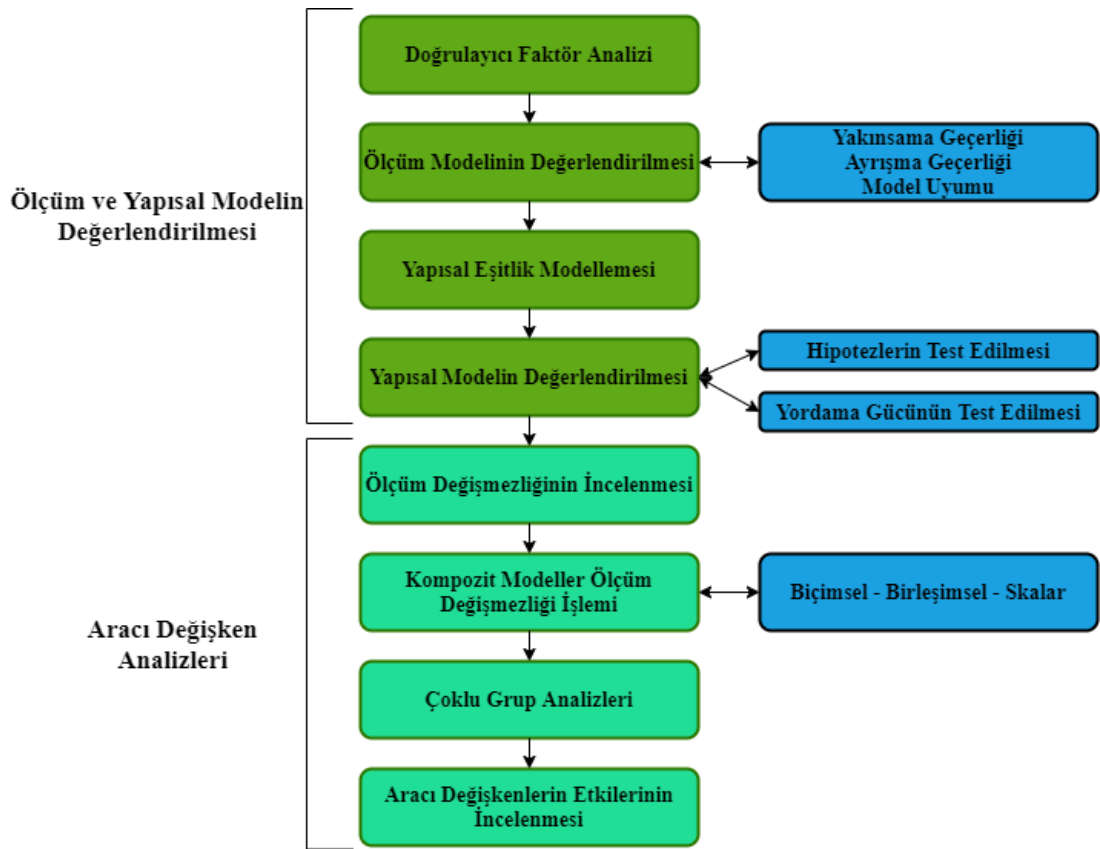 Doğrulayıcı Faktör Analizi
Ölçüm Modelinin Değerlendirilmesi
Yakınsama Geçerliği
Ayrışma Geçerliği
Model Uyumu
Ölçüm ve Yapısal Modelin
Değerlendirilmesi
Yapısal Eşitlik Modellemesi
Yapısal Modelin Değerlendirilmesi
Hipotezlerin Test Edilmesi
Yordama Gücünün Test Edilmesi
Ölçüm Değişmezliğinin İncelenmesi
Kompozit Modeller Ölçüm
Değişmezliği İşlemi
Biçimsel - Birleşimsel - Skalar
Aracı Değişken
Analizleri
Çoklu Grup Analizleri
Aracı Değişkenlerin Etkilerinin
İncelenmesi